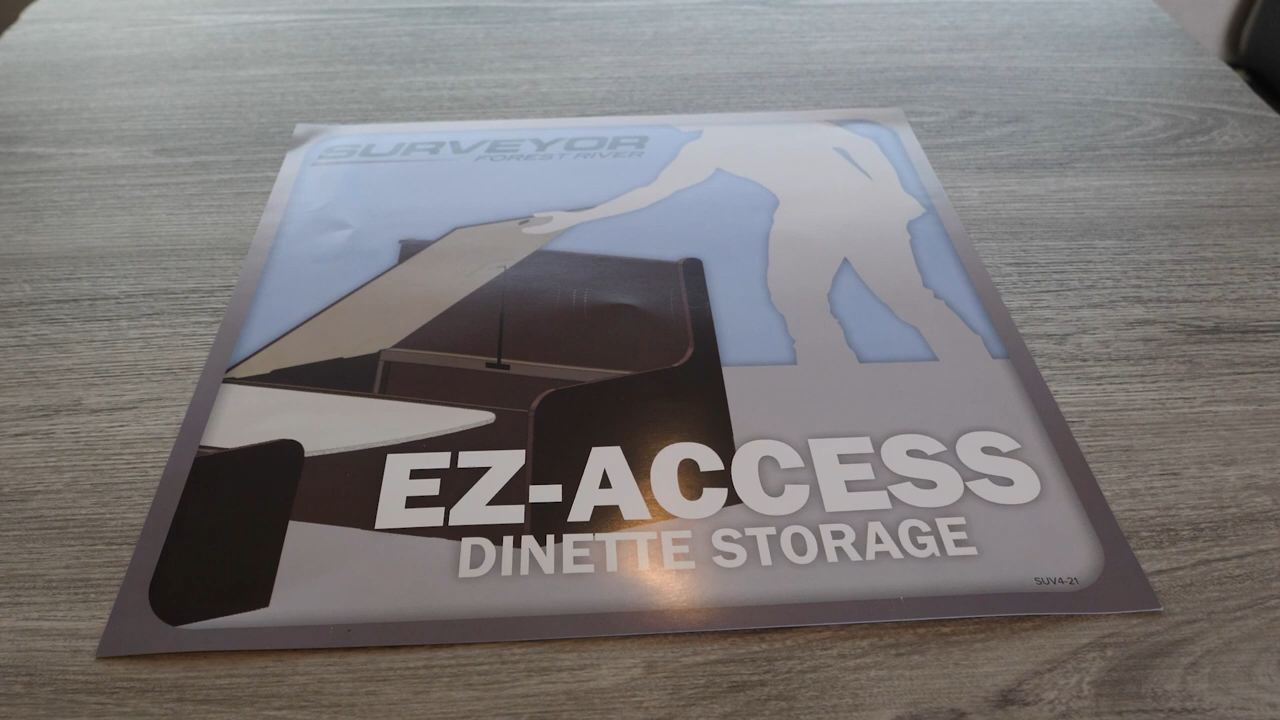 SURVEYOR
FOREST RIVER
EZ-ACCESS
DINETTE STORAGE
SUV4-21